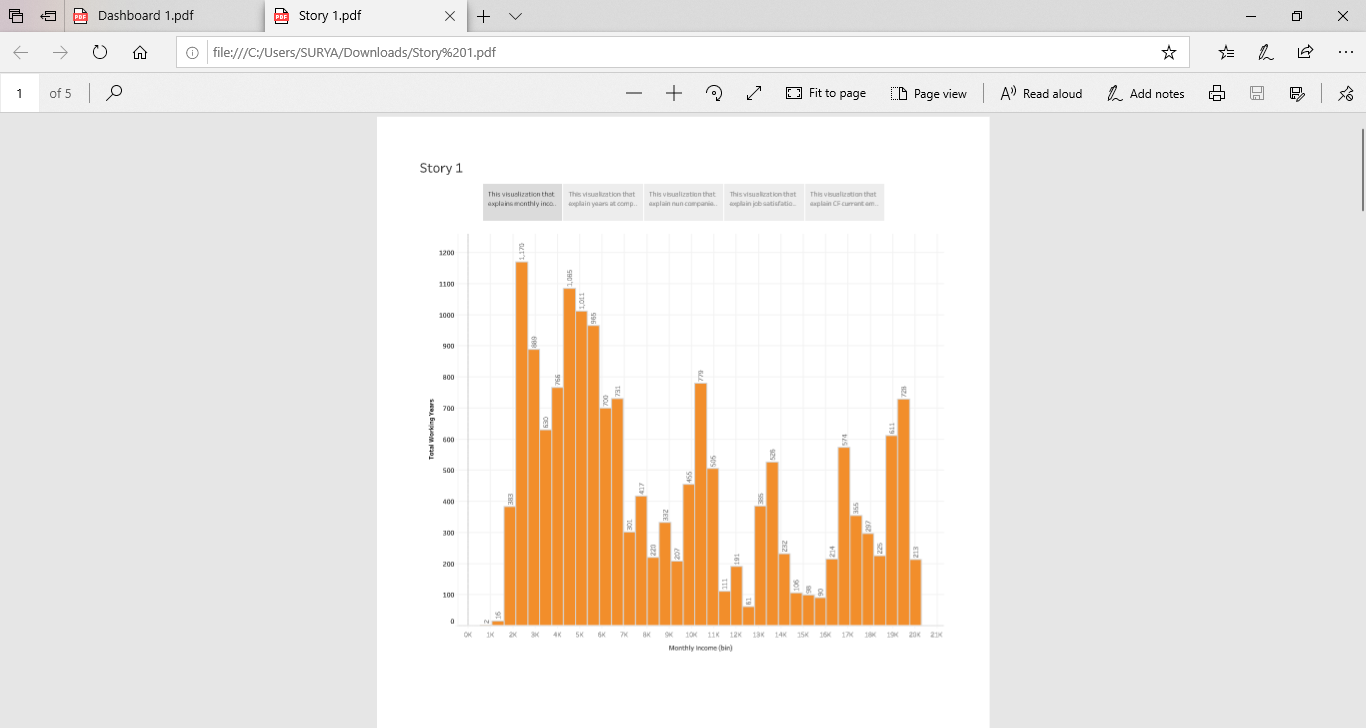 Dashboard 1.pdf
Story 1.pdf
file:///C:/Users/SURYA/Downloads/Story%201.pdf
1 of 5
Fit to page
Page view
Read aloud
Add notes
Story 1
This visualization that
explains monthly inco..
This visualization that
explain years at comp..
This visualization that
explain num companie..
This visualization that
explain job satisfatio..
This visualization that
explain CF current em..
Total Working Years
1200
1100
1000
900
800
700
600
500
400
300
200
100
0
2
16
383
1,170
889
630
766
1,085
1,011
965
700
731
301
417
220
332
207
455
779
505
111
191
61
385
526
232
106
98
90
214
574
355
297
225
611
728
213
0K 1K 2K 3K 4K 5K 6K 7K 8K 9K 10K 11K 12K 13K 14K 15K 16K 17K 18K 19K 20K 21K
Monthly Income (bin)